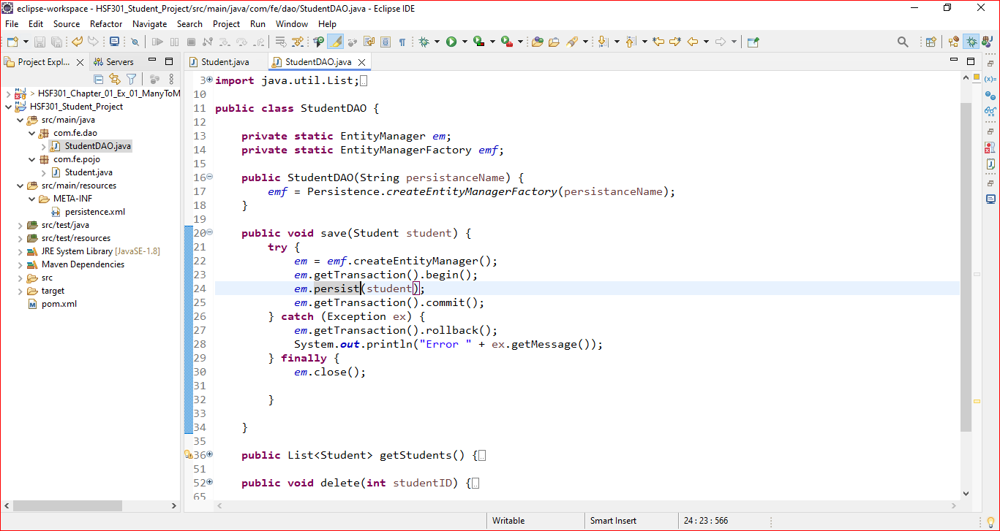 eclipse-workspace - HSF301_Student_Project/src/main/java/com/fe/dao/StudentDAO.java - Eclipse IDE
File Edit Source Refactor Navigate Search Project Run Window Help
Project Expl... Servers
Student.java StudentDAO.java
> HSF301_Chapter_01_Ex_01_ManyToM
HSF301_Student_Project
src/main/java
com.fe.dao
StudentDAO.java
com.fe.pojo
Student.java
src/main/resources
META-INF
persistence.xml
src/test/java
src/test/resources
JRE System Library [JavaSE-1.8]
Maven Dependencies
src
target
pom.xml
3 import java.util.List;
10
11 public class StudentDAO {
12
13 private static EntityManager em;
14 private static EntityManagerFactory emf;
15
16 public StudentDAO(String persistanceName) {
17 emf = Persistence.createEntityManagerFactory(persistanceName);
18 }
19
20 public void save(Student student) {
21 try {
22 em = emf.createEntityManager();
23 em.getTransaction().begin();
24 em.persist(student);
25 em.getTransaction().commit();
26 } catch (Exception ex) {
27 em.getTransaction().rollback();
28 System.out.println("Error " + ex.getMessage());
29 } finally {
30 em.close();
31
32 }
33
34 }
35
36 public List<Student> getStudents() {
51
52 public void delete(int studentID) {
65
Writable Smart Insert 24 : 23 : 566